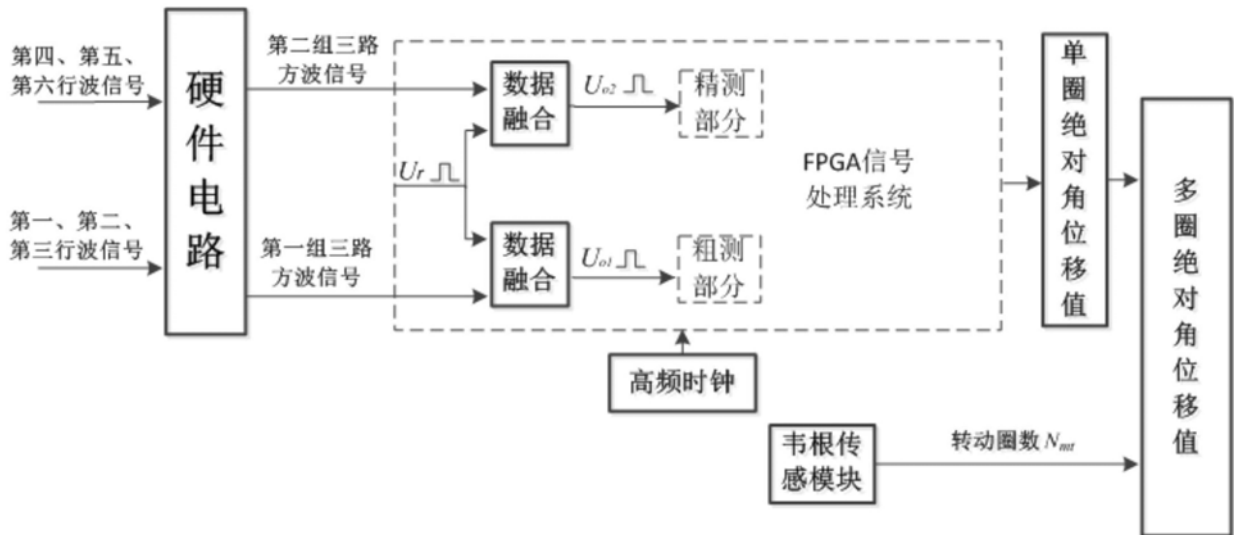 第四、第五、
第六行波信号
第一、第二、
第三行波信号
硬件电路
第二组三路
方波信号
第一组三路
方波信号
Ur
数据
融合
Uo2
精测
部分
数据
融合
Uo1
粗测
部分
FPGA信号
处理系统
高频时钟
单圈绝对角位移值
韦根传
感模块
转动圈数 Nmt
多圈绝对角位移值